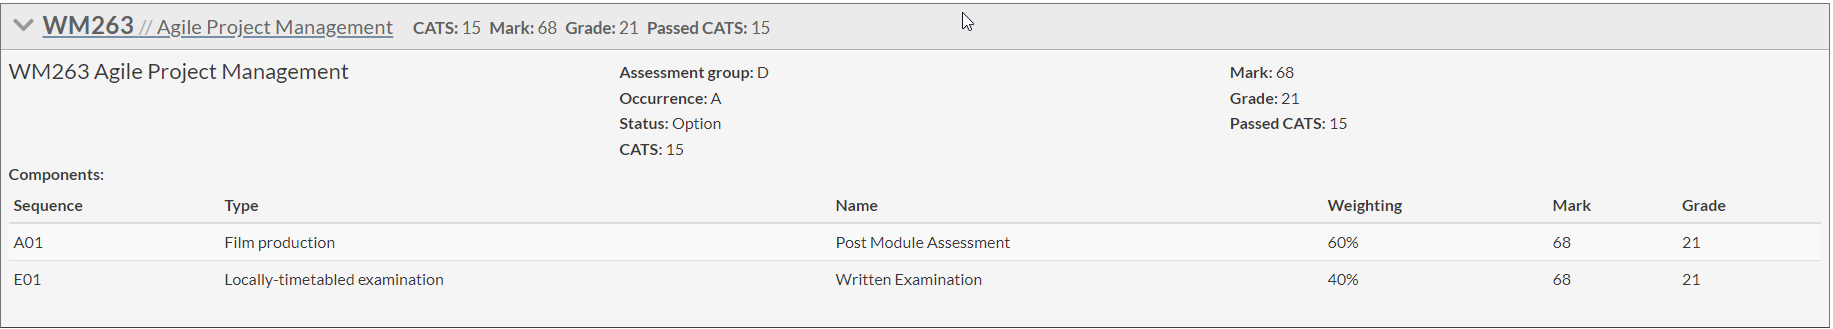 WM263 // Agile Project Management CATS: 15 Mark: 68 Grade: 21 Passed CATS: 15
WM263 Agile Project Management
Assessment group: D
Occurrence: A
Status: Option
CATS: 15
Mark: 68
Grade: 21
Passed CATS: 15
Components:
Sequence Type Name Weighting Mark Grade
A01 Film production Post Module Assessment 60% 68 21
E01 Locally-timetabled examination Written Examination 40% 68 21